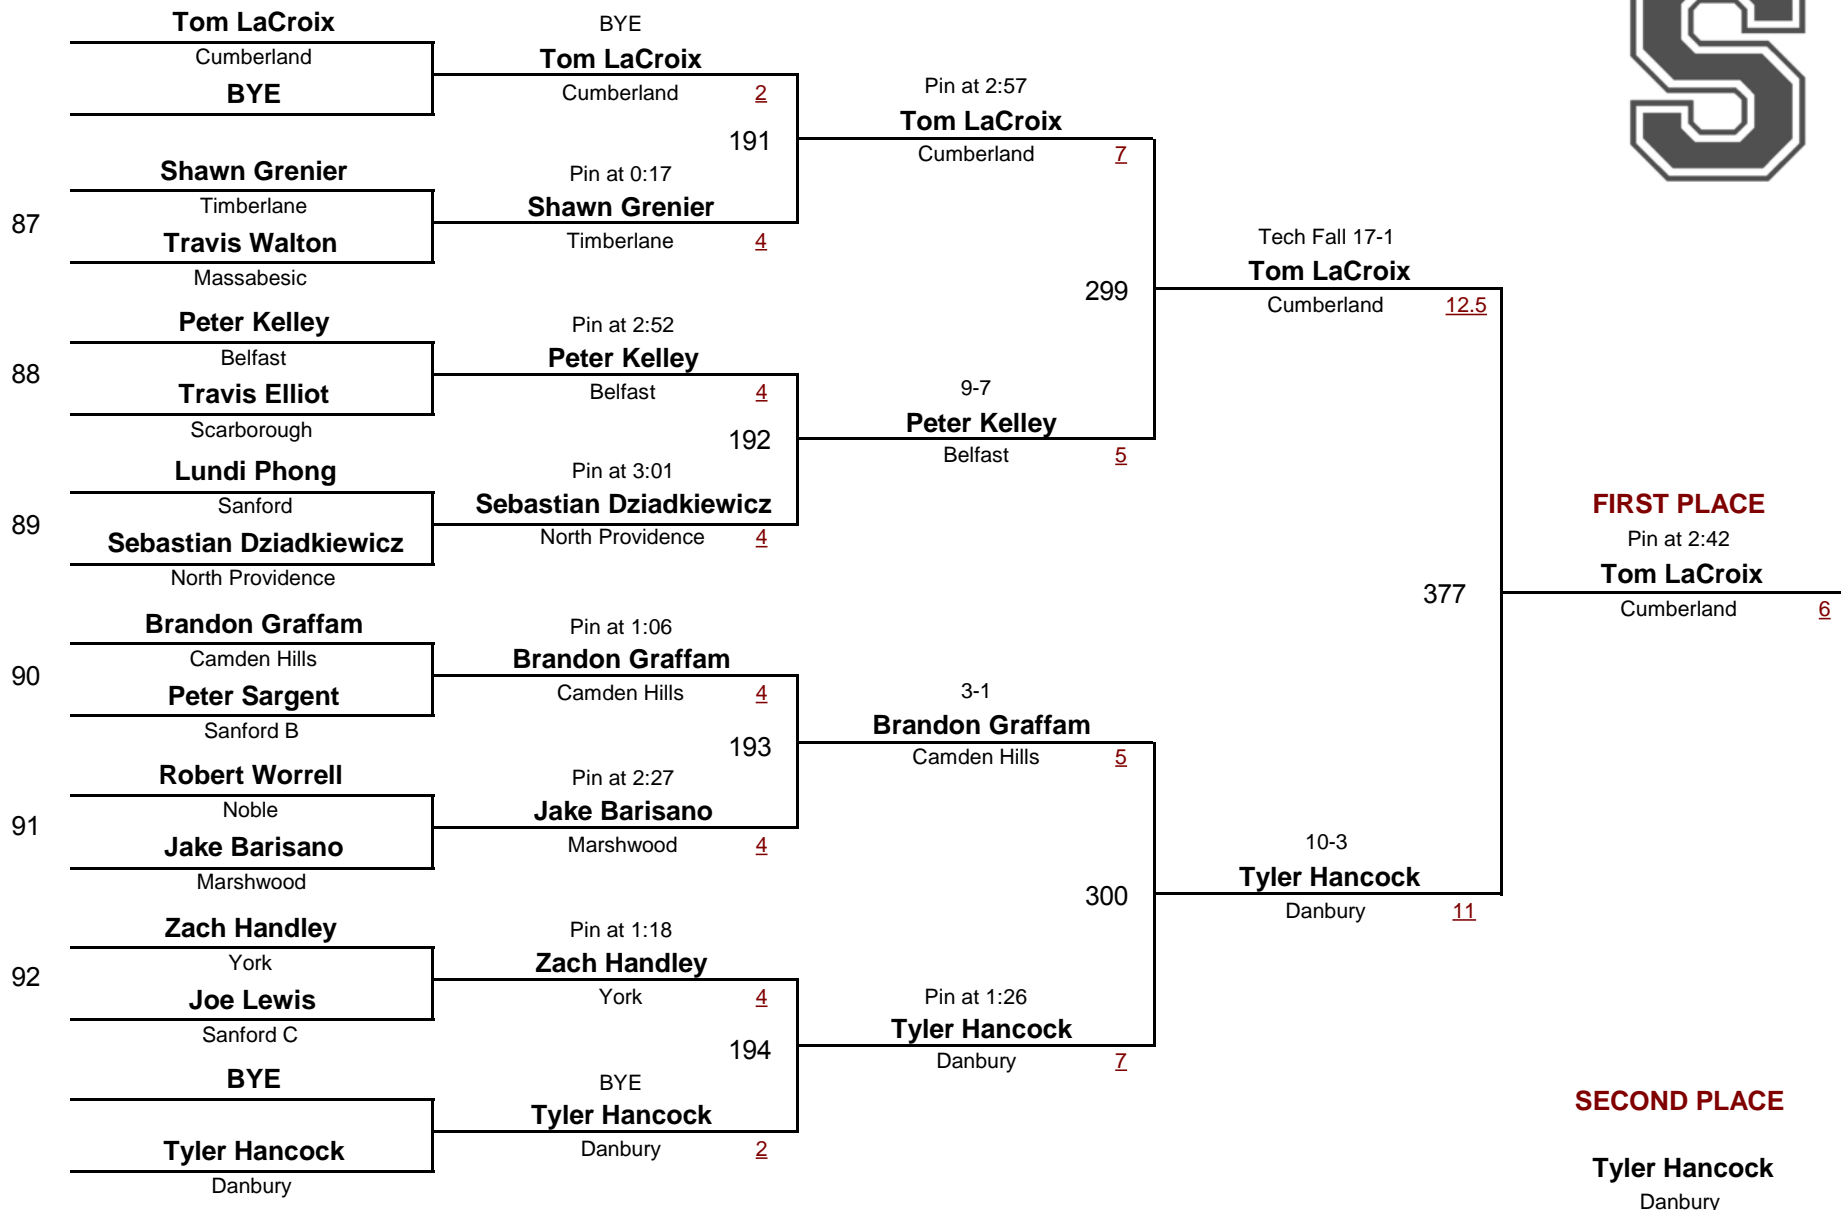 Tom LaCroix
Cumberland
BYE
87
Shawn Grenier
Timberlane
Travis Walton
Massabesic
88
Peter Kelley
Belfast
Travis Elliot
Scarborough
89
Lundi Phong
Sanford
Sebastian Dziadkiewicz
North Providence
90
Brandon Graffam
Camden Hills
Peter Sargent
Sanford B
91
Robert Worrell
Noble
Jake Barisano
Marshwood
92
Zach Handley
York
Joe Lewis
Sanford C
BYE
Tyler Hancock
Danbury
BYE
Tom LaCroix
Cumberland 2
191
Pin at 0:17
Shawn Grenier
Timberlane 4
Pin at 2:52
Peter Kelley
Belfast 4
192
Pin at 3:01
Sebastian Dziadkiewicz
North Providence 4
Pin at 1:06
Brandon Graffam
Camden Hills 4
193
Pin at 2:27
Jake Barisano
Marshwood 4
Pin at 1:18
Zach Handley
York 4
194
BYE
Tyler Hancock
Danbury 2
Pin at 2:57
Tom LaCroix
Cumberland 7
299
9-7
Peter Kelley
Belfast 5
3-1
Brandon Graffam
Camden Hills 5
300
Pin at 1:26
Tyler Hancock
Danbury 7
Tech Fall 17-1
Tom LaCroix
Cumberland 12.5
377
10-3
Tyler Hancock
Danbury 11
S
FIRST PLACE
Pin at 2:42
Tom LaCroix
Cumberland 6
SECOND PLACE
Tyler Hancock
Danbury